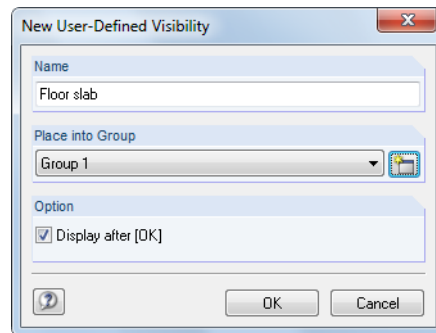 New User-Defined Visibility
Name
Floor slab
Place into Group
Group 1
Option
Display after [OK]
OK
Cancel